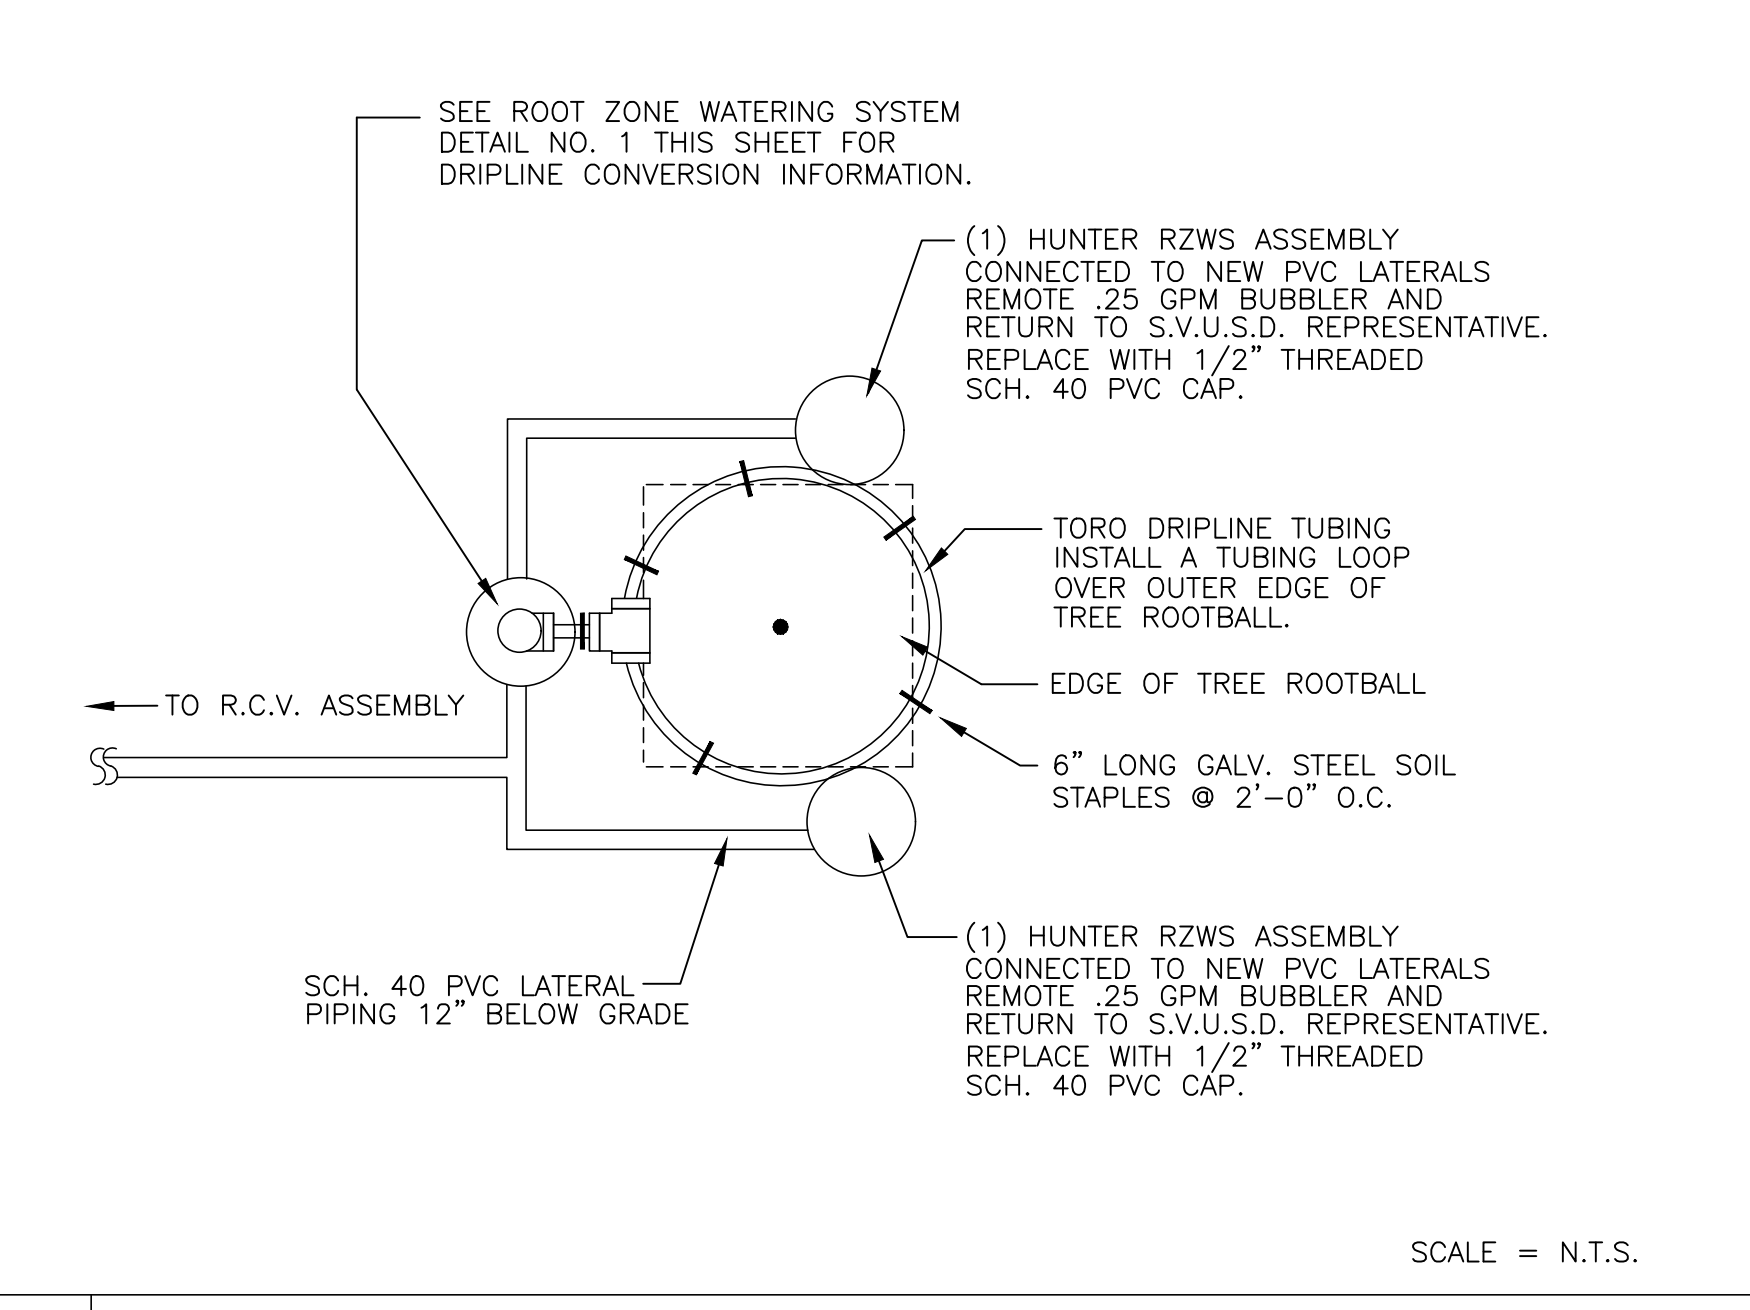 SEE ROOT ZONE WATERING SYSTEM
DETAIL NO. 1 THIS SHEET FOR
DRIPLINE CONVERSION INFORMATION.
(1) HUNTER RZWS ASSEMBLY
CONNECTED TO NEW PVC LATERALS
REMOTE .25 GPM BUBBLER AND
RETURN TO S.V.U.S.D. REPRESENTATIVE.
REPLACE WITH 1/2" THREADED
SCH. 40 PVC CAP.
TORO DRIPLINE TUBING
INSTALL A TUBING LOOP
OVER OUTER EDGE OF
TREE ROOTBALL.
EDGE OF TREE ROOTBALL
TO R.C.V. ASSEMBLY
6" LONG GALV. STEEL SOIL
STAPLES @ 2'-0" O.C.
(1) HUNTER RZWS ASSEMBLY
CONNECTED TO NEW PVC LATERALS
REMOTE .25 GPM BUBBLER AND
RETURN TO S.V.U.S.D. REPRESENTATIVE.
REPLACE WITH 1/2" THREADED
SCH. 40 PVC CAP.
SCH. 40 PVC LATERAL
PIPING 12" BELOW GRADE
SCALE = N.T.S.